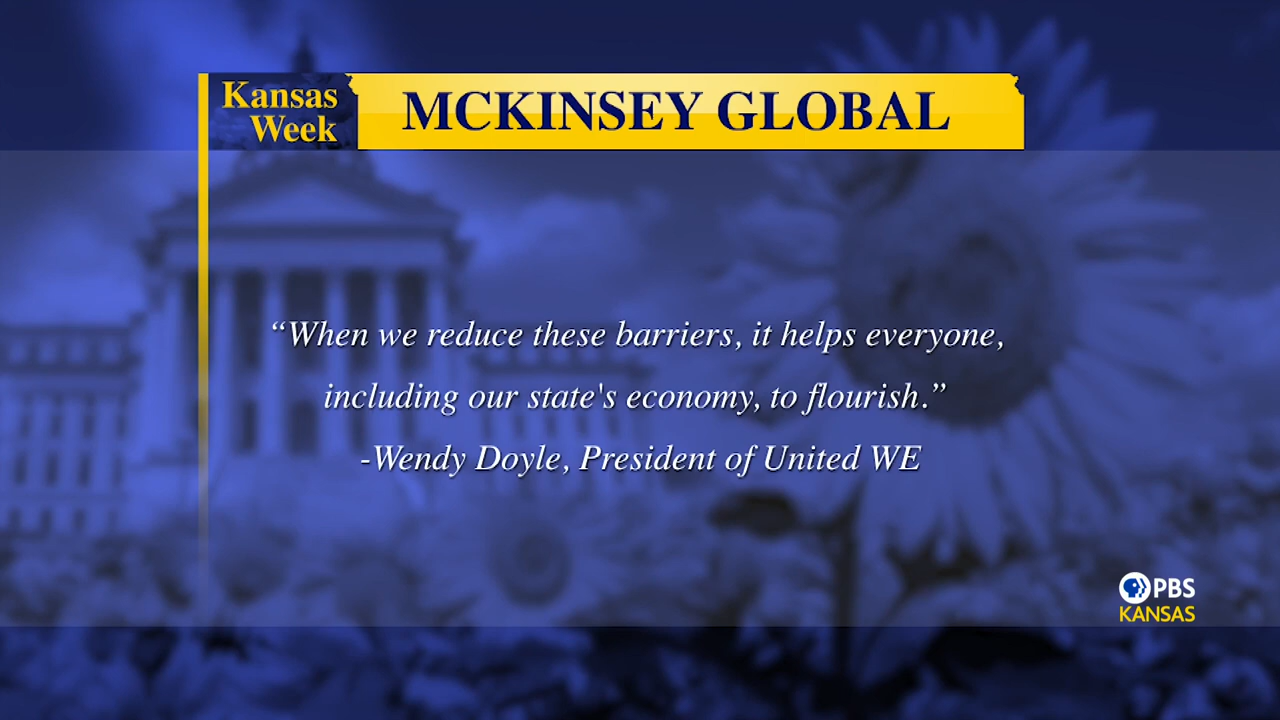 Kansas
Week
MCKINSEY GLOBAL
“When we reduce these barriers, it helps everyone,
including our state's economy, to flourish.”
-Wendy Doyle, President of United WE
PBS
KANSAS